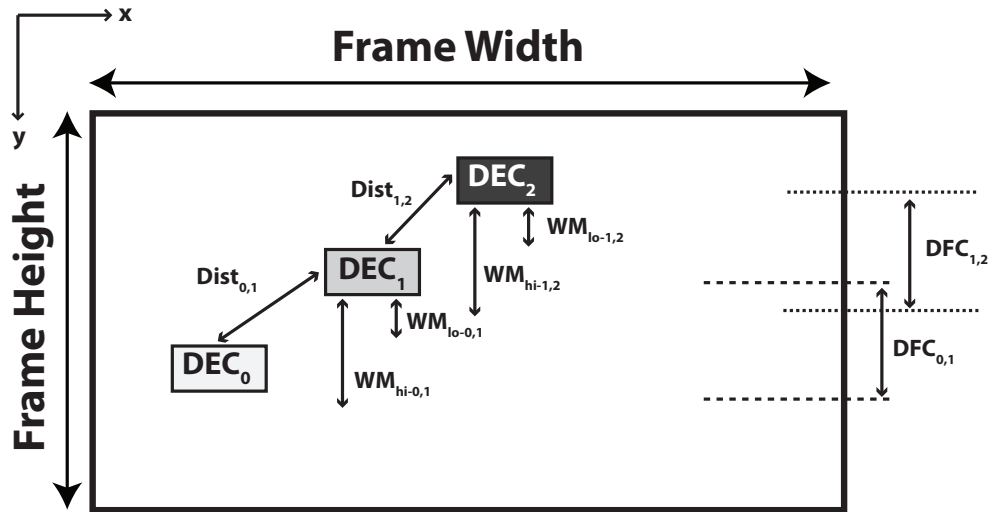 x
Frame Width
y
Frame Height
DEC2
Dist1,2
WMlo-1,2
DFC1,2
DEC1
Dist0,1
WMhi-1,2
WMlo-0,1
DFC0,1
DEC0
WMhi-0,1